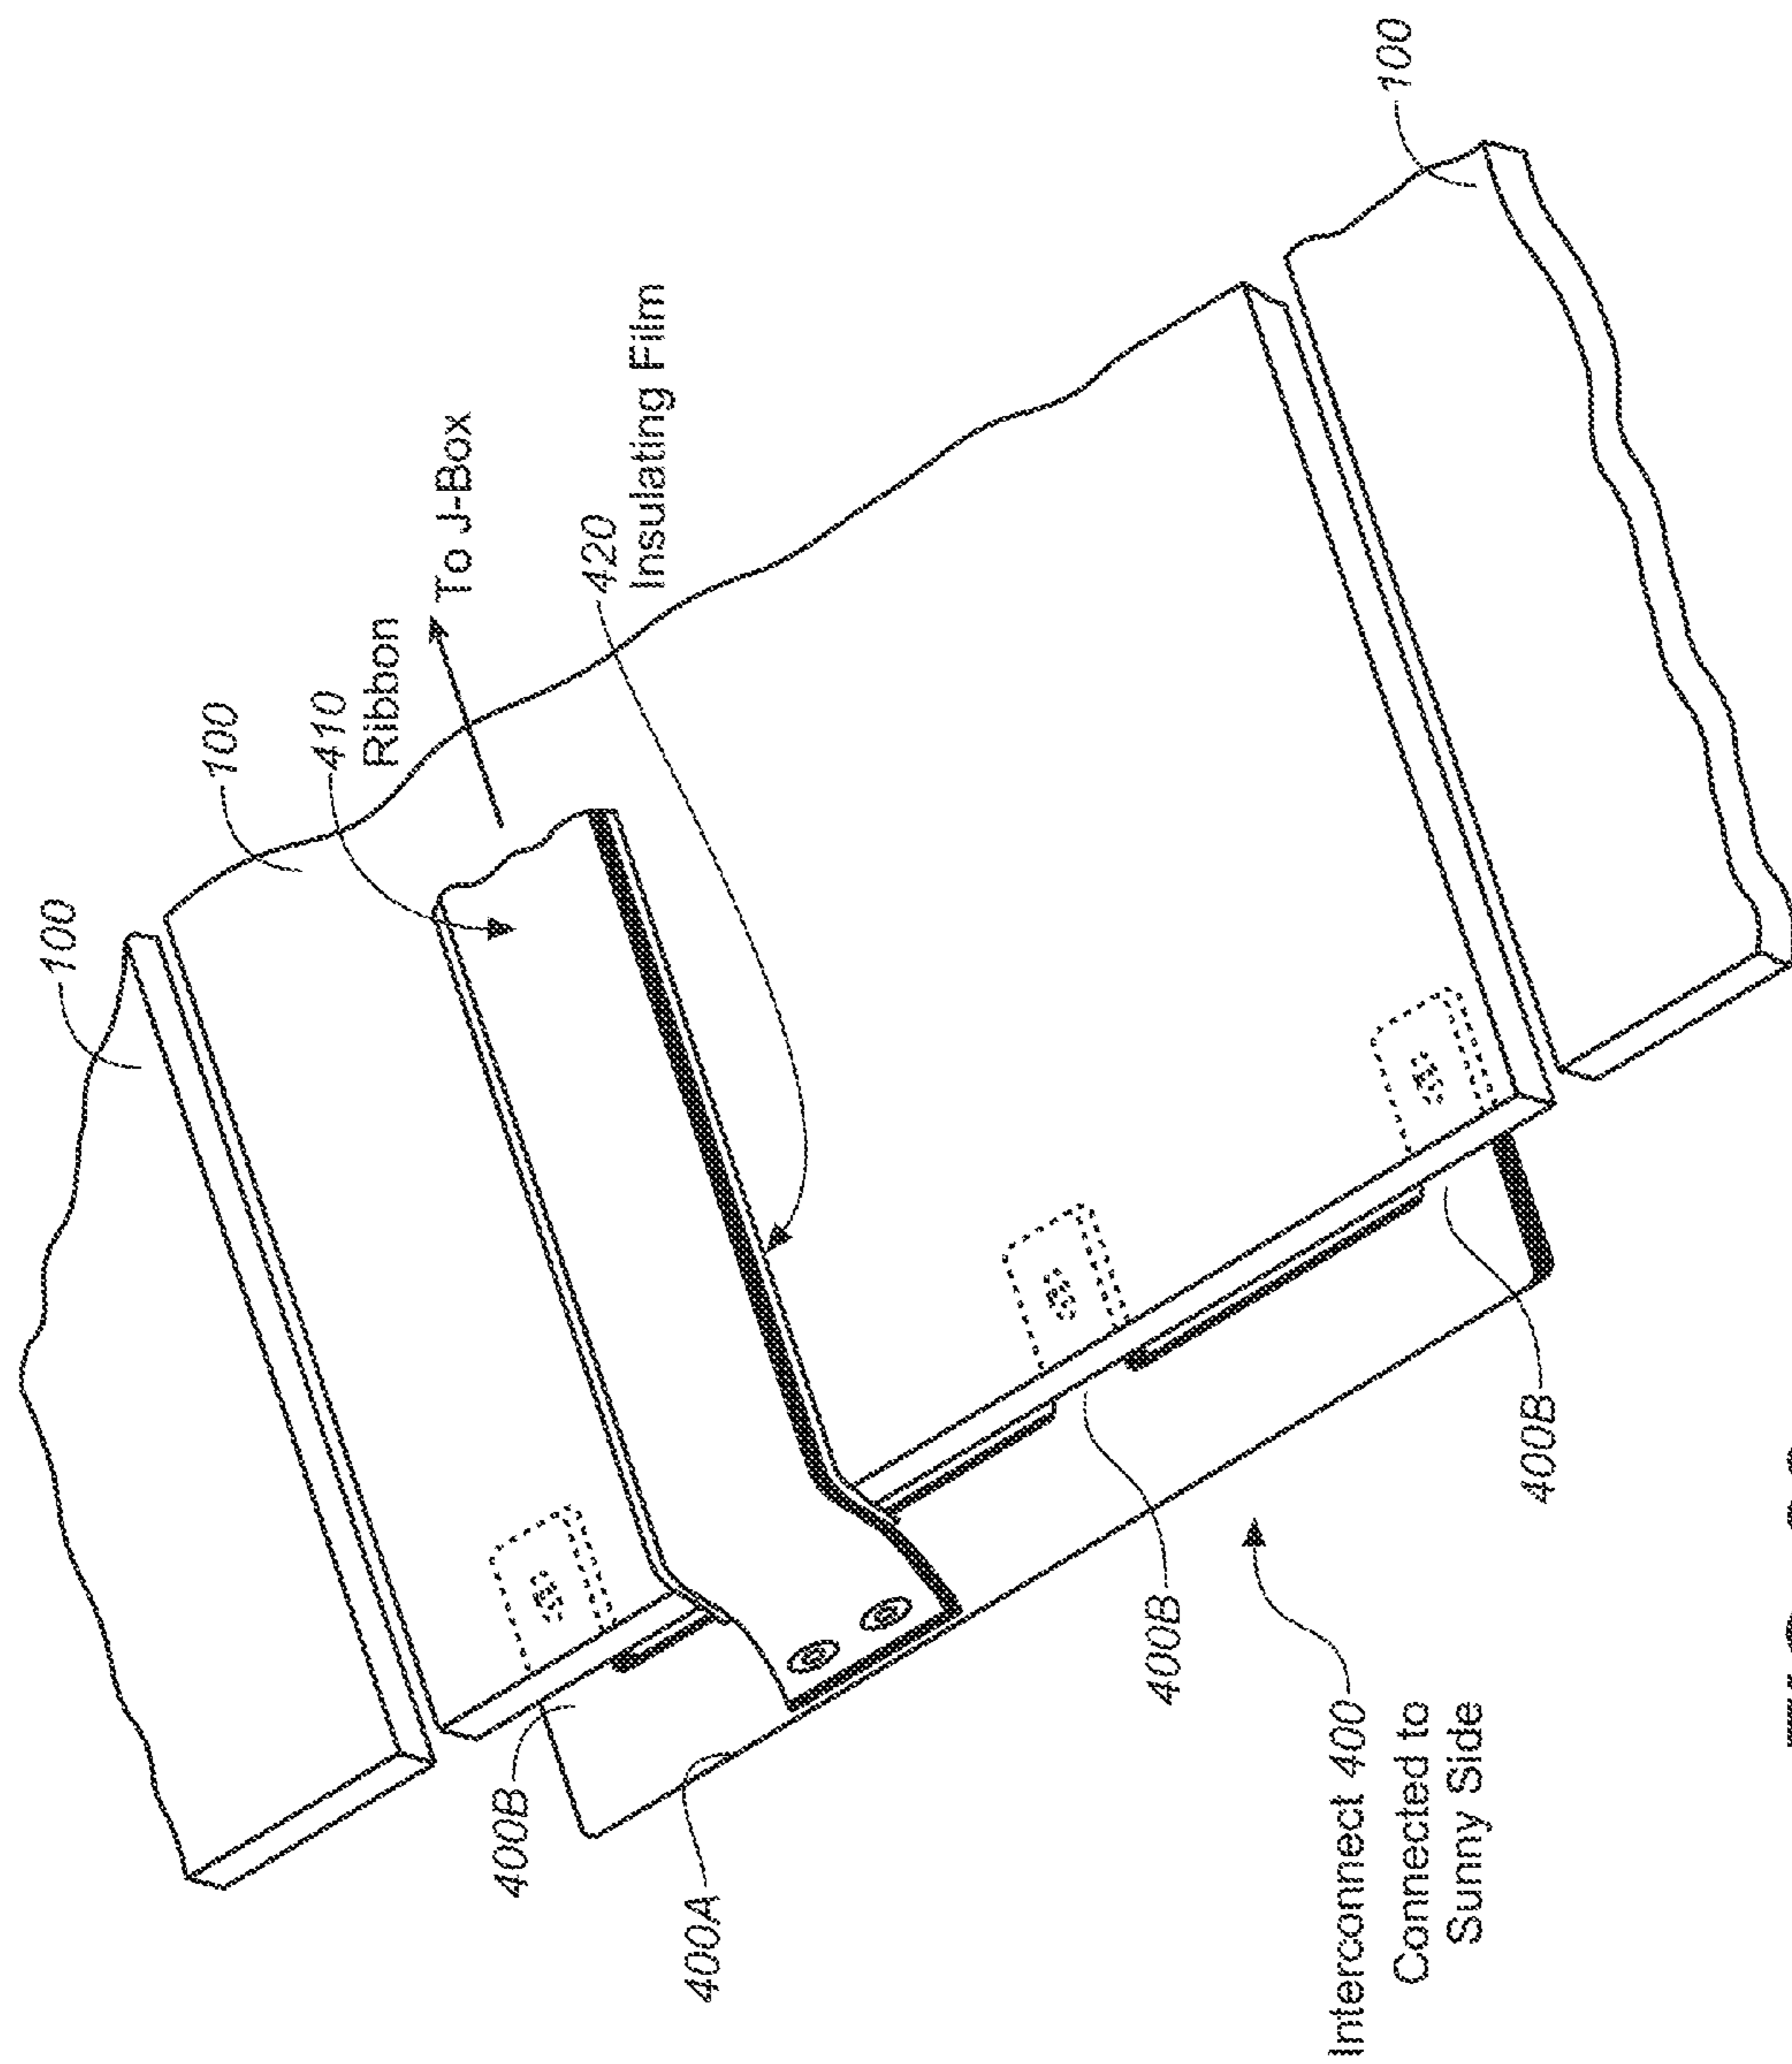 100
100
410
Ribbon
To J-Box
420
Insulating Film
100
400B
400A
400B
400B
Interconnect 400
Connected to
Sunny Side